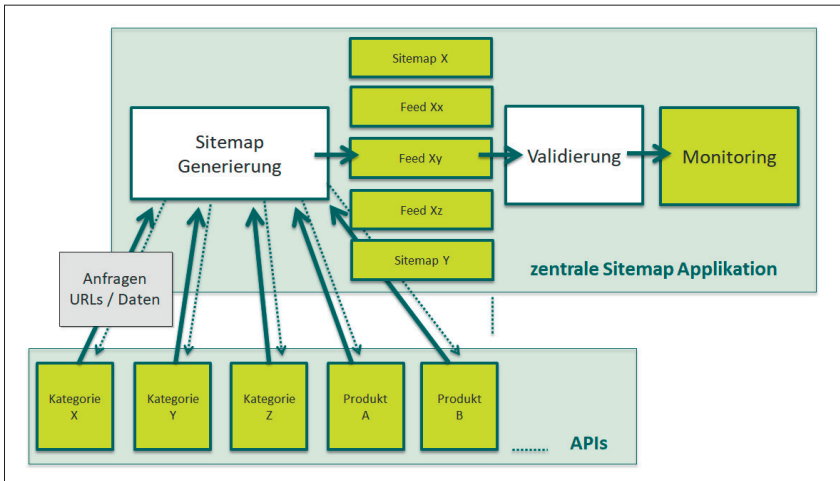 Sitemap X
Feed Xx
Sitemap
Generierung
Feed Xy
Validierung
Monitoring
Feed Xz
Sitemap Y
zentrale Sitemap Applikation
Anfragen
URLs / Daten
Kategorie
X
Kategorie
Y
Kategorie
Z
Produkt
A
Produkt
B
APIs